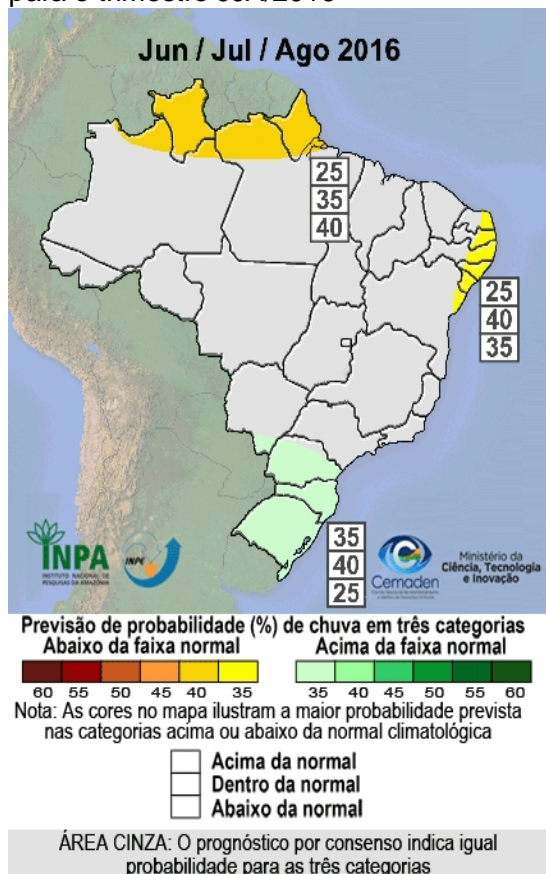 para o trimestre JJA/2016
Jun / Jul / Ago 2016
25
35
40
25
40
35
35
40
25
INPA
INSTITUTO NACIONAL DE
PESQUISAS DA AMAZÔNIA
INPE
Cemaden
Ministério da
Ciência, Tecnologia
e Inovação
Previsão de probabilidade (%) de chuva em três categorias
Abaixo da faixa normal Acima da faixa normal
60 55 50 45 40 35 35 40 45 50 55 60
Nota: As cores no mapa ilustram a maior probabilidade prevista
nas categorias acima ou abaixo da normal climatológica
Acima da normal
Dentro da normal
Abaixo da normal
ÁREA CINZA: O prognóstico por consenso indica igual
probabilidade para as três categorias